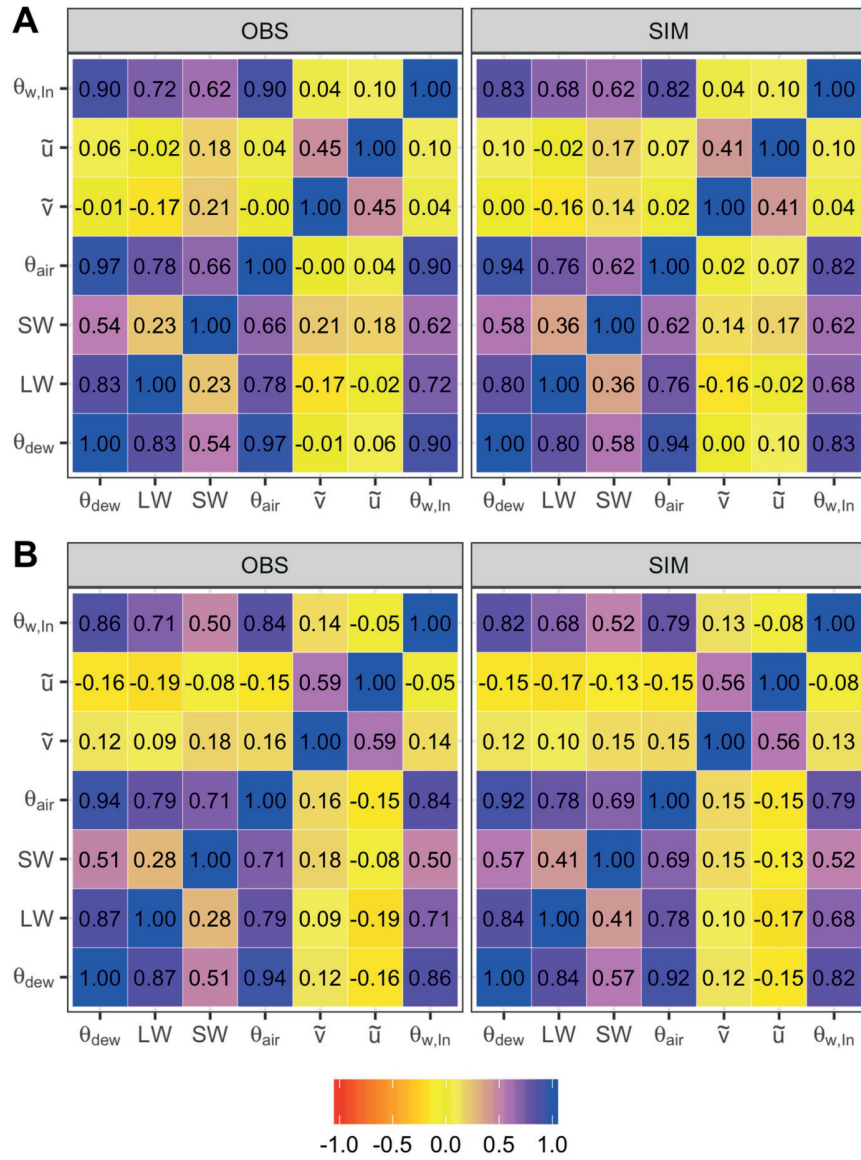 A
OBS SIM
θw,In 0.90 0.72 0.62 0.90 0.04 0.10 1.00 0.83 0.68 0.62 0.82 0.04 0.10 1.00
ũ 0.06 -0.02 0.18 0.04 0.45 1.00 0.10 0.10 -0.02 0.17 0.07 0.41 1.00 0.10
ṽ -0.01 -0.17 0.21 -0.00 1.00 0.45 0.04 0.00 -0.16 0.14 0.02 1.00 0.41 0.04
θair 0.97 0.78 0.66 1.00 -0.00 0.04 0.90 0.94 0.76 0.62 1.00 0.02 0.07 0.82
SW 0.54 0.23 1.00 0.66 0.21 0.18 0.62 0.58 0.36 1.00 0.62 0.14 0.17 0.62
LW 0.83 1.00 0.23 0.78 -0.17 -0.02 0.72 0.80 1.00 0.36 0.76 -0.16 -0.02 0.68
θdew 1.00 0.83 0.54 0.97 -0.01 0.06 0.90 1.00 0.80 0.58 0.94 0.00 0.10 0.83
θdew LW SW θair ṽ ũ θw,In θdew LW SW θair ṽ ũ θw,In
B
OBS SIM
θw,In 0.86 0.71 0.50 0.84 0.14 -0.05 1.00 0.82 0.68 0.52 0.79 0.13 -0.08 1.00
ũ -0.16 -0.19 -0.08 -0.15 0.59 1.00 -0.05 -0.15 -0.17 -0.13 -0.15 0.56 1.00 -0.08
ṽ 0.12 0.09 0.18 0.16 1.00 0.59 0.14 0.12 0.10 0.15 0.15 1.00 0.56 0.13
θair 0.94 0.79 0.71 1.00 0.16 -0.15 0.84 0.92 0.78 0.69 1.00 0.15 -0.15 0.79
SW 0.51 0.28 1.00 0.71 0.18 -0.08 0.50 0.57 0.41 1.00 0.69 0.15 -0.13 0.52
LW 0.87 1.00 0.28 0.79 0.09 -0.19 0.71 0.84 1.00 0.41 0.78 0.10 -0.17 0.68
θdew 1.00 0.87 0.51 0.94 0.12 -0.16 0.86 1.00 0.84 0.57 0.92 0.12 -0.15 0.82
θdew LW SW θair ṽ ũ θw,In θdew LW SW θair ṽ ũ θw,In
-1.0 -0.5 0.0 0.5 1.0